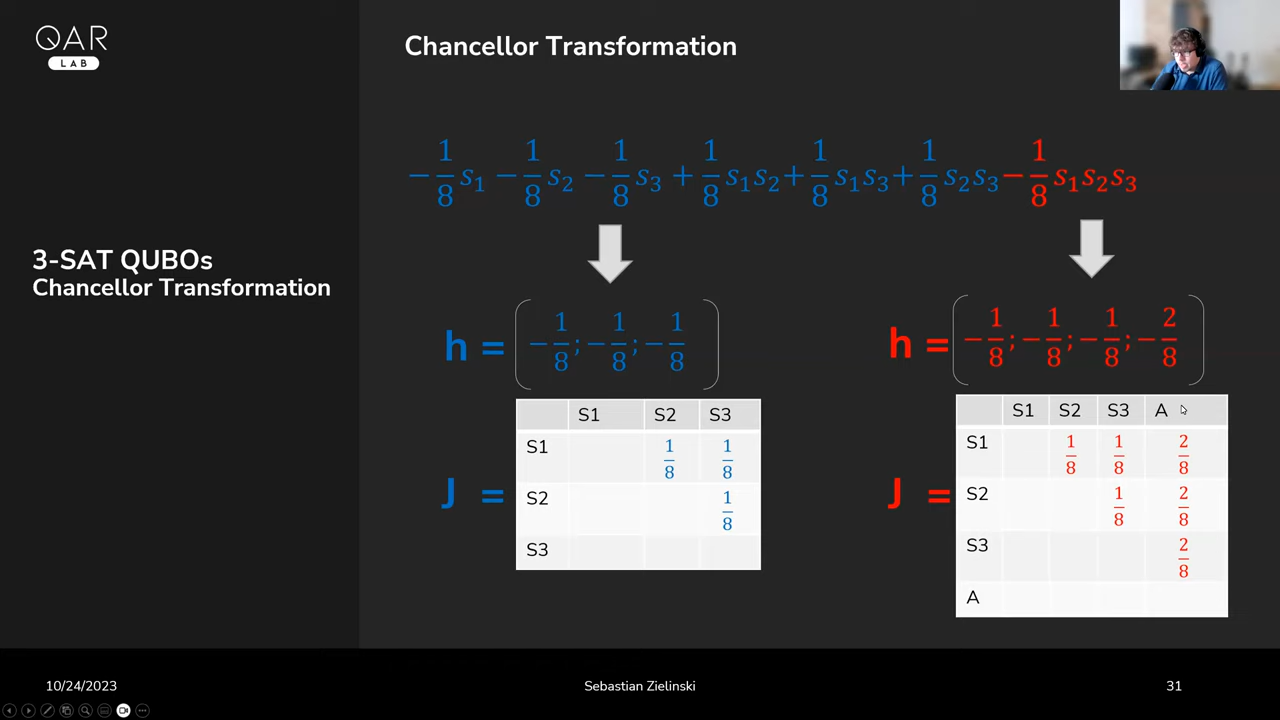 QAR
LAB
Chancellor Transformation
3-SAT QUBOs
Chancellor Transformation
−1/8 s₁ −1/8 s₂ −1/8 s₃ +1/8 s₁s₂+1/8 s₁s₃+1/8 s₂s₃−1/8 s₁s₂s₃
h = (−1/8;−1/8;−1/8)
J =
S1 S2 S3
S1 1/8 1/8
S2 1/8
S3
h = (−1/8;−1/8;−1/8;−2/8)
J =
S1 S2 S3 A
S1 1/8 1/8 2/8
S2 1/8 2/8
S3 2/8
A
10/24/2023
Sebastian Zielinski
31